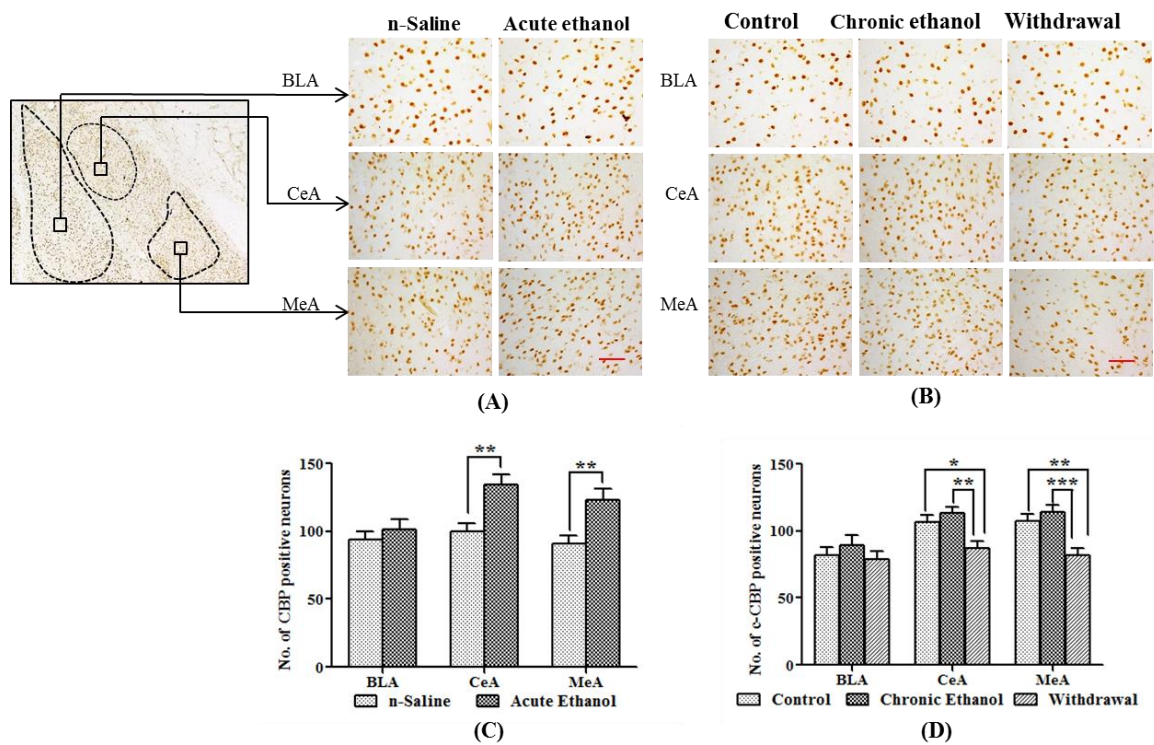 n-Saline Acute ethanol
Control Chronic ethanol Withdrawal
BLA
CeA
MeA
BLA
CeA
MeA
(A)
(B)
No. of CBP positive neurons
150
100
50
0
**
**
BLA CeA MeA
n-Saline Acute Ethanol
(C)
No. of c-CBP positive neurons
150
100
50
0
*
**
**
***
BLA CeA MeA
Control Chronic Ethanol Withdrawal
(D)